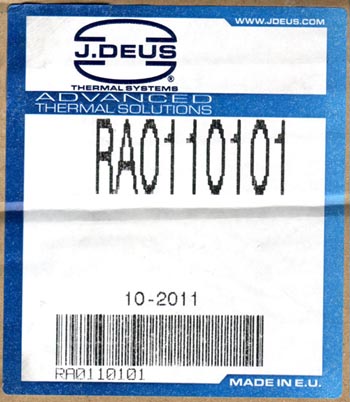 WWW.JDEUS.COM
J.DEUS
®
THERMAL SYSTEMS
ADVANCED
THERMAL SOLUTIONS
RA0110101
10-2011
RA0110101
MADE IN E.U.